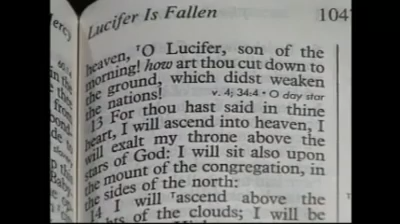 Lucifer Is Fallen 104
heaven, ʳO Lucifer, son of the
morning! how art thou cut down to
the ground, which didst weaken
the nations! v. 4; 34:4 • O day star
13 For thou hast said in thine
heart, I will ascend into heaven, I
will exalt my throne above the
stars of God: I will sit also upon
the mount of the congregation, in
the sides of the north:
14 I will ˢascend above the
of the clouds; I will be